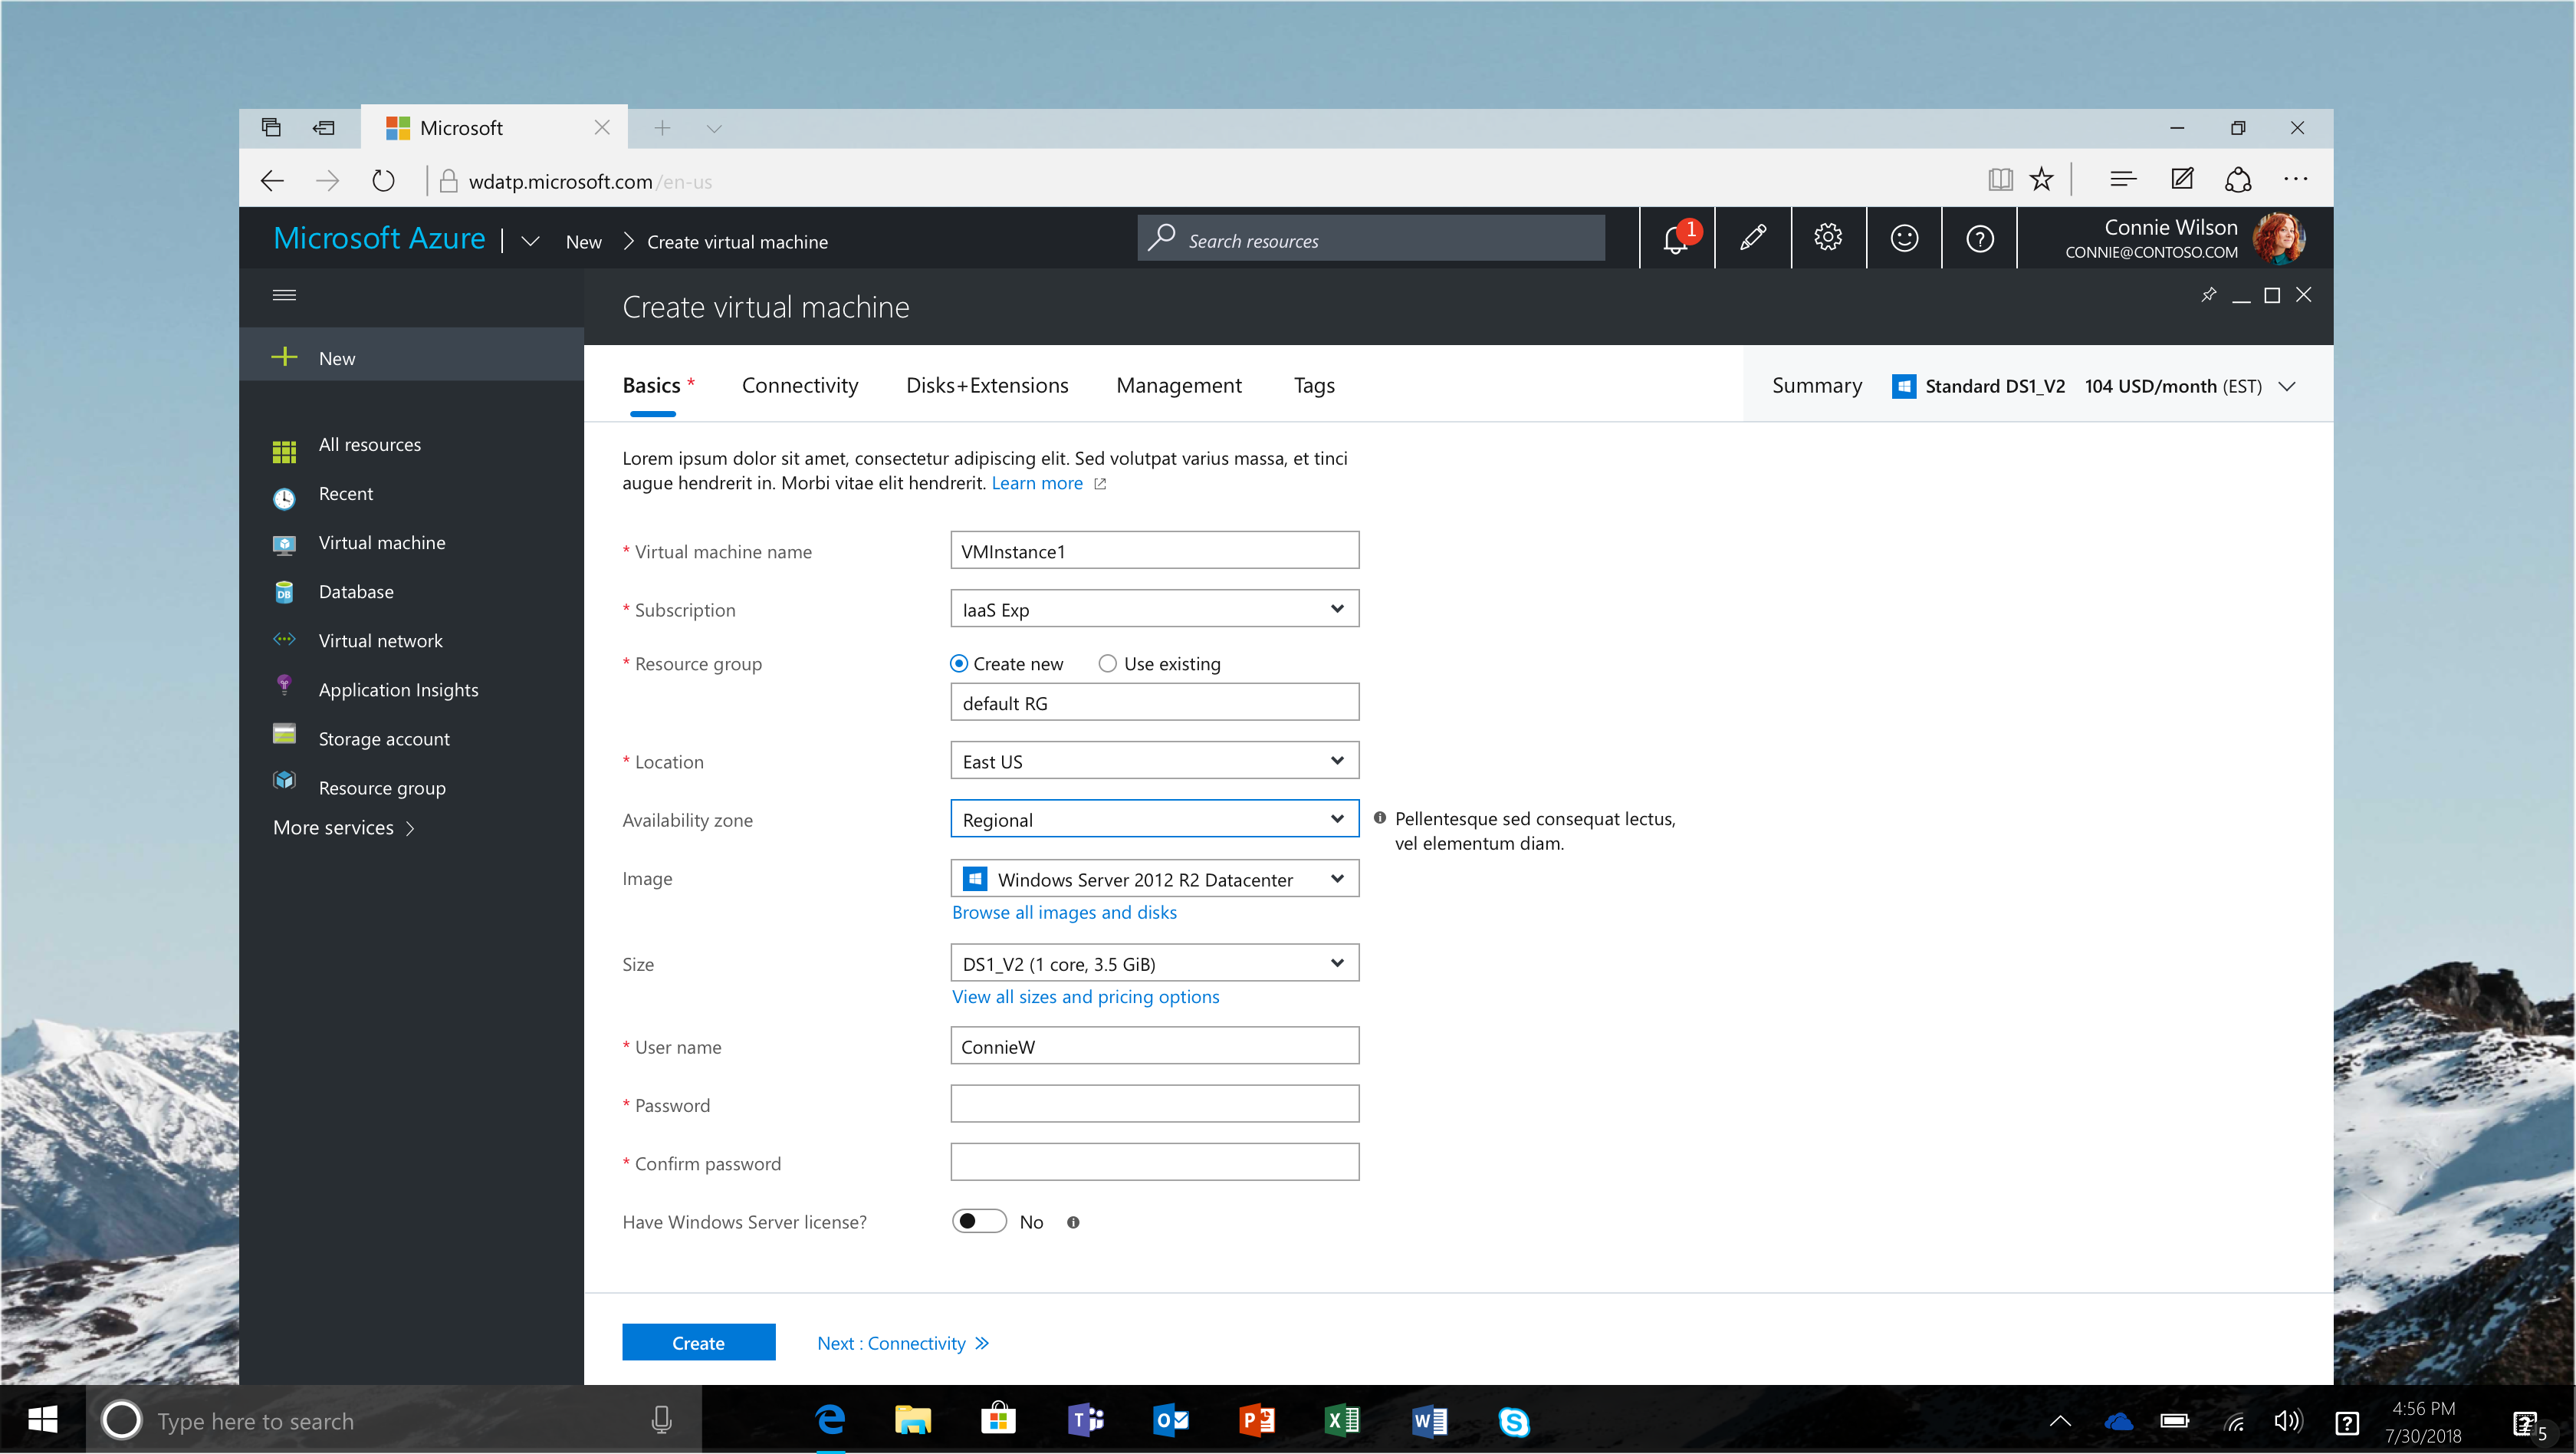 Microsoft
wdatp.microsoft.com/en-us
Microsoft Azure
New
Create virtual machine
Search resources
1
Connie Wilson
CONNIE@CONTOSO.COM
Create virtual machine
New
All resources
Recent
Virtual machine
DB
Database
Virtual network
Application Insights
Storage account
Resource group
More services
Basics *
Connectivity
Disks+Extensions
Management
Tags
Summary
Standard DS1_V2
104 USD/month (EST)
Lorem ipsum dolor sit amet, consectetur adipiscing elit. Sed volutpat varius massa, et tinci
augue hendrerit in. Morbi vitae elit hendrerit. Learn more
* Virtual machine name
VMInstance1
* Subscription
IaaS Exp
* Resource group
Create new
Use existing
default RG
* Location
East US
Availability zone
Regional
Pellentesque sed consequat lectus,
vel elementum diam.
Image
Windows Server 2012 R2 Datacenter
Browse all images and disks
Size
DS1_V2 (1 core, 3.5 GiB)
View all sizes and pricing options
* User name
ConnieW
* Password
* Confirm password
Have Windows Server license?
No
Create
Next : Connectivity
Type here to search
4:56 PM
7/30/2018
5